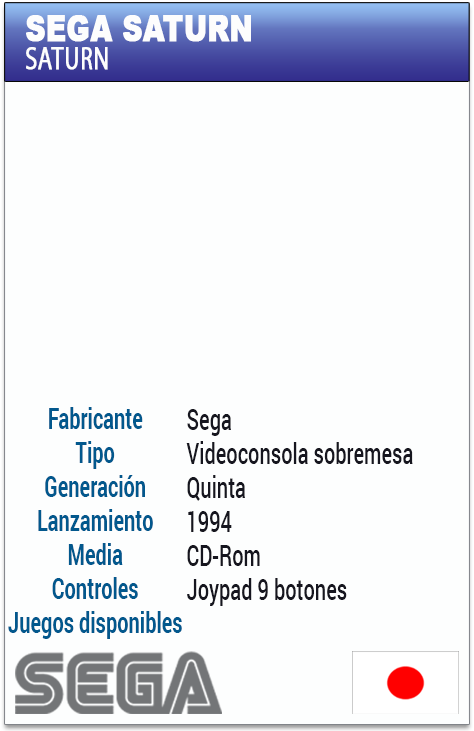 SEGA SATURN
SATURN
Fabricante Sega
Tipo Videoconsola sobremesa
Generación Quinta
Lanzamiento 1994
Media CD-Rom
Controles Joypad 9 botones
Juegos disponibles
SEGA